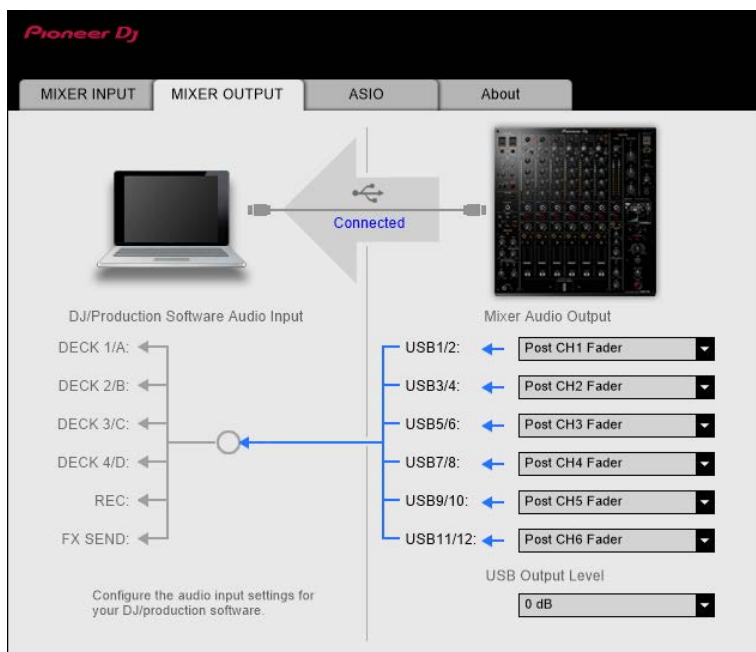 Pioneer Dj
MIXER INPUT
MIXER OUTPUT
ASIO
About
Connected
Pioneer Dj
DJ/Production Software Audio Input
Mixer Audio Output
DECK 1/A:
DECK 2/B:
DECK 3/C:
DECK 4/D:
REC:
FX SEND:
USB1/2:
Post CH1 Fader
USB3/4:
Post CH2 Fader
USB5/6:
Post CH3 Fader
USB7/8:
Post CH4 Fader
USB9/10:
Post CH5 Fader
USB11/12:
Post CH6 Fader
USB Output Level
0 dB
Configure the audio input settings for
your DJ/production software.